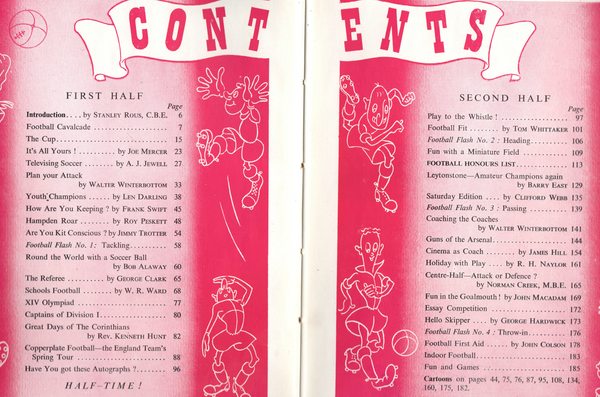 CONTENTS
FIRST HALF
Page
Introduction.... by STANLEY ROUS, C.B.E. 6
Football Cavalcade .................. 7
The Cup........................... 15
It's All Yours ! .......... by JOE MERCER 23
Televising Soccer ........ by A. J. JEWELL 27
Plan your Attack
by WALTER WINTERBOTTOM 33
Youth Champions ...... by LEN DARLING 38
How Are You Keeping ? by FRANK SWIFT 45
Hampden Roar ........ by ROY PESKETT 48
Are You Kit Conscious ? by JIMMY TROTTER 54
Football Flash No. 1: Tackling......... 58
Round the World with a Soccer Ball
by BOB ALAWAY 60
The Referee ........ by GEORGE CLARK 65
Schools Football ........ by W. R. WARD 68
XIV Olympiad .................... 77
Captains of Division I ............... 80
Great Days of The Corinthians
by REV. KENNETH HUNT 82
Copperplate Football—the England Team's
Spring Tour .................... 88
Have You got these Autographs ?........ 96
HALF-TIME !
SECOND HALF
Page
Play to the Whistle ! .................. 97
Football Fit ........ by TOM WHITTAKER 101
Football Flash No. 2 : Heading ........ 106
Fun with a Miniature Field .......... 109
FOOTBALL HONOURS LIST........ 113
Leytonstone—Amateur Champions again
by BARRY EAST 129
Saturday Edition .... by CLIFFORD WEBB 135
Football Flash No. 3 : Passing ........ 139
Coaching the Coaches
by WALTER WINTERBOTTOM 141
Guns of the Arsenal.................. 144
Cinema as Coach ........ by JAMES HILL 154
Holiday with Play ...... by R. H. NAYLOR 161
Centre-Half—Attack or Defence ?
by NORMAN CREEK, M.B.E. 165
Fun in the Goalmouth ! by JOHN MACADAM 169
Essay Competition .................. 172
Hello Skipper .... by GEORGE HARDWICK 173
Football Flash No. 4 : Throw-in........ 176
Football First Aid ...... by JOHN COLSON 178
Indoor Football.................... 183
Fun and Games .................... 185
Cartoons on pages 44, 75, 76, 87, 95, 108, 134,
160, 175, 182.